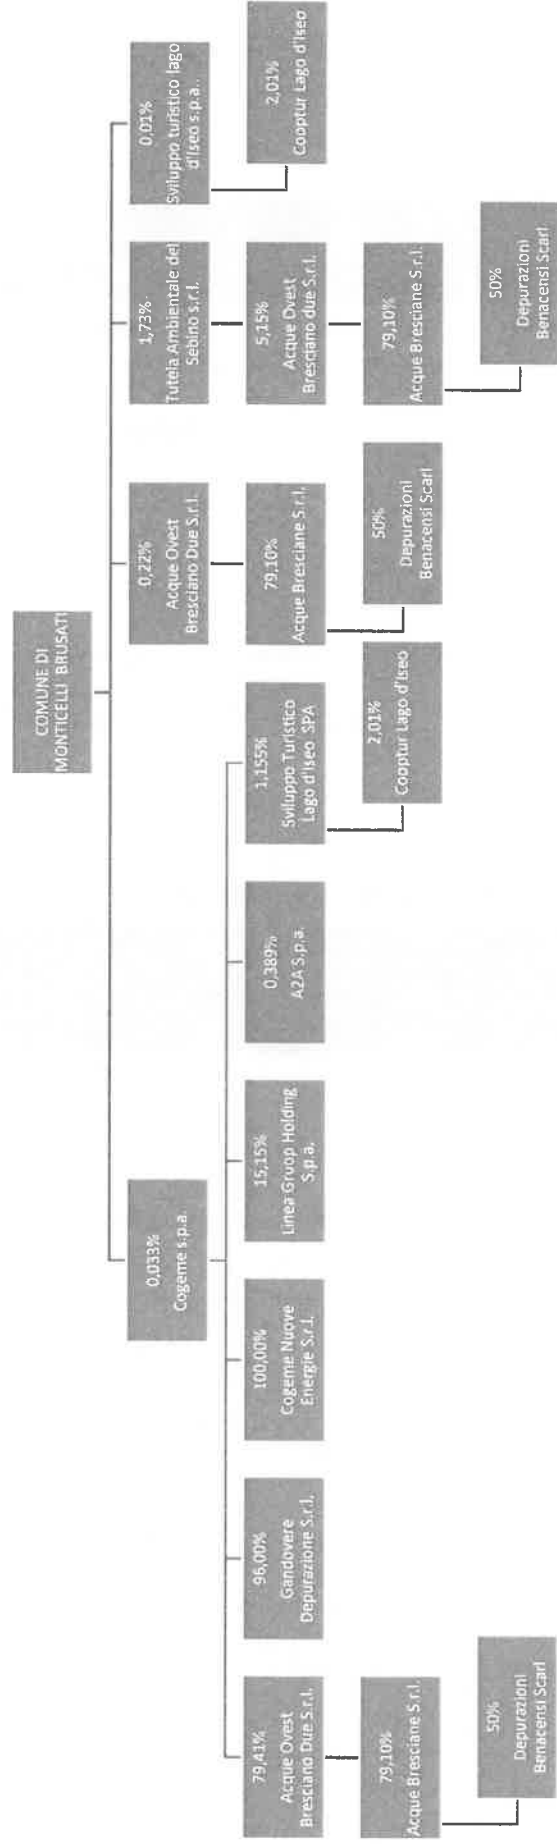 COMUNE DI
MONTICELLI BRUSATI
0,033%
Cogeme s.p.a.
0,22%
Acque Ovest
Bresciano Due S.r.l.
1,73%
Tutela Ambientale del
Sebino s.r.l.
0,01%
Sviluppo turistico lago
d'Iseo s.p.a.
79,41%
Acque Ovest
Bresciano Due S.r.l.
96,00%
Gandovere
Depurazione S.r.l.
100,00%
Cogeme Nuove
Energie S.r.l.
15,15%
Linea Gruop Holding
S.p.a.
0,389%
A2A S.p.a.
1,155%
Sviluppo Turistico
Lago d'Iseo SPA
79,10%
Acque Bresciane S.r.l.
5,15%
Acque Ovest
Bresciano due S.r.l.
2,01%
Cooptur Lago d'Iseo
79,10%
Acque Bresciane S.r.l.
2,01%
Cooptur Lago d'Iseo
50%
Depurazioni
Benacensi Scarl
79,10%
Acque Bresciane S.r.l.
50%
Depurazioni
Benacensi Scarl
50%
Depurazioni
Benacensi Scarl